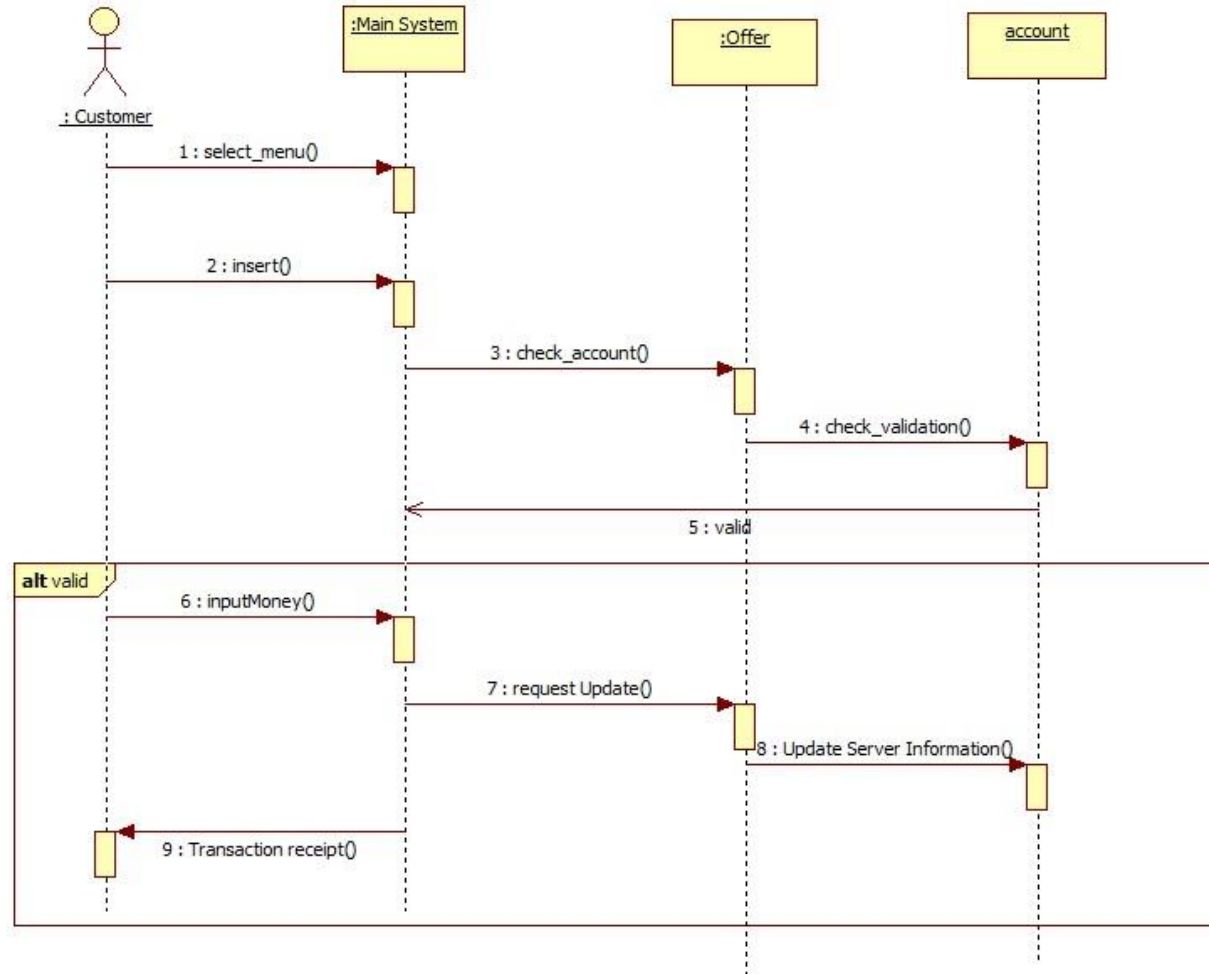 :Main System
:Offer
account
: Customer
1 : select_menu()
2 : insert()
3 : check_account()
4 : check_validation()
5 : valid
alt valid
6 : inputMoney()
7 : request Update()
8 : Update Server Information()
9 : Transaction receipt()